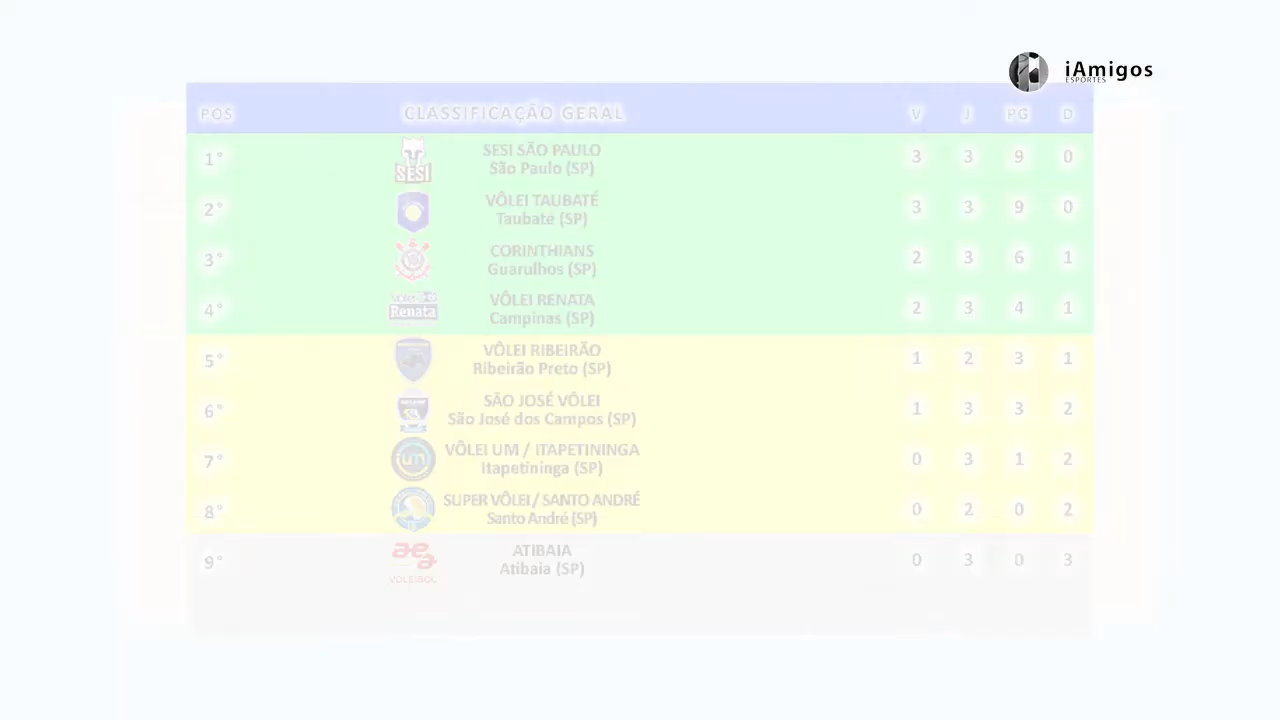 iAmigos
ESPORTES
POS CLASSIFICAÇÃO GERAL V J PG D
1° SESI SESI SÃO PAULO 3 3 9 0
São Paulo (SP)
2° VÔLEI TAUBATÉ 3 3 9 0
Taubaté (SP)
3° CORINTHIANS 2 3 6 1
Guarulhos (SP)
4° Vôlei Renata VÔLEI RENATA 2 3 4 1
Campinas (SP)
5° VÔLEI RIBEIRÃO 1 2 3 1
Ribeirão Preto (SP)
6° SÃO JOSÉ VÔLEI 1 3 3 2
São José dos Campos (SP)
7° um VÔLEI UM / ITAPETININGA 0 3 1 2
Itapetininga (SP)
8° SUPER VÔLEI / SANTO ANDRÉ 0 2 0 2
Santo André (SP)
9° ATIBAIA 0 3 0 3
Atibaia (SP)
VOLEIBOL